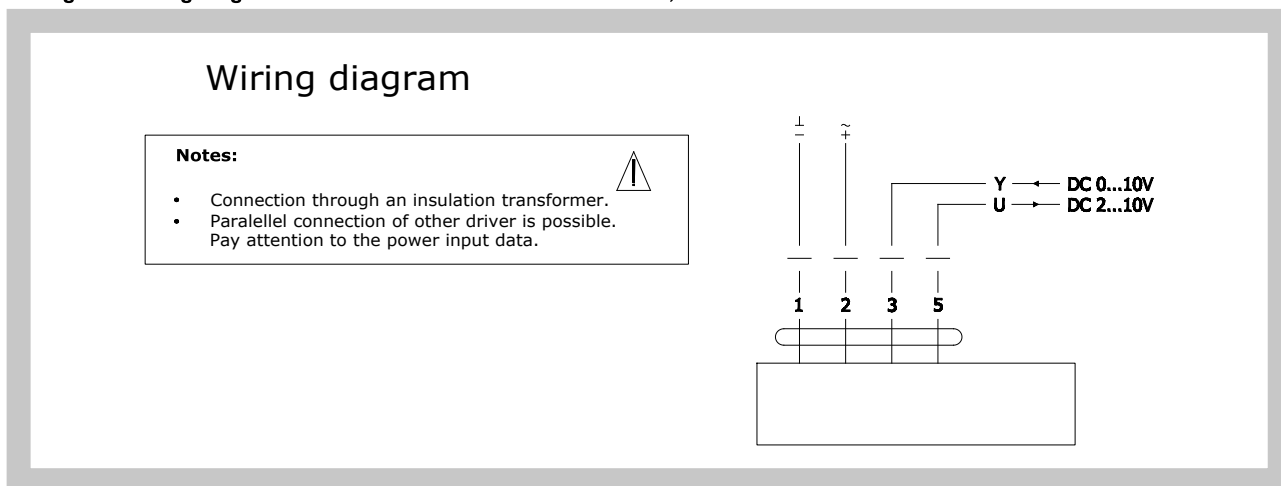 Wiring diagram
Notes:
• Connection through an insulation transformer.
• Paralellel connection of other driver is possible.
Pay attention to the power input data.
⊥ ~
− +
Y DC 0...10V
U DC 2...10V
1 2 3 5